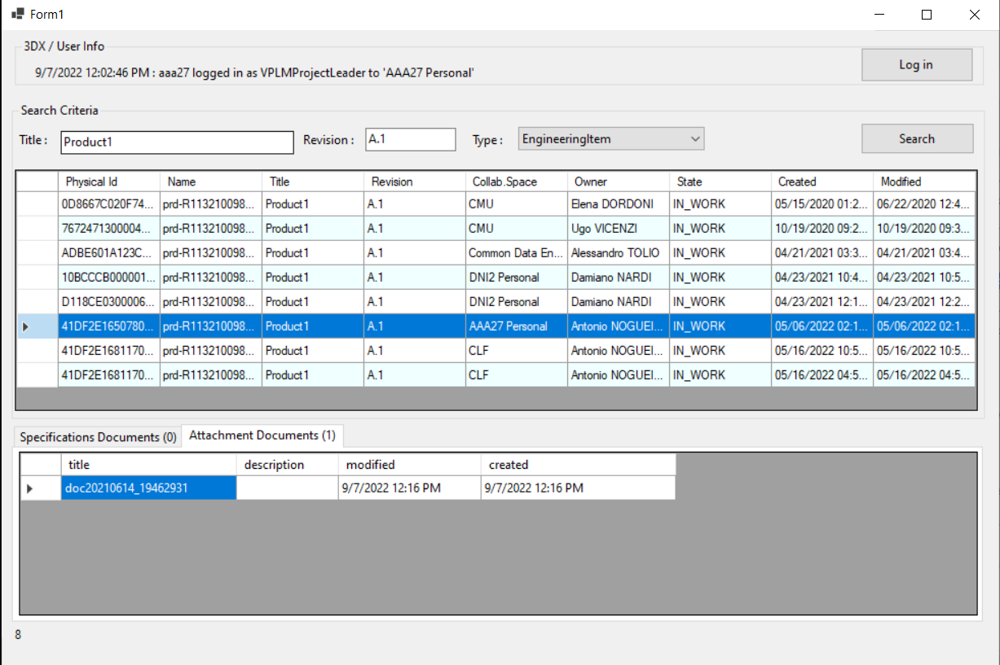 Form1
3DX / User Info
9/7/2022 12:02:46 PM : aaa27 logged in as VPLMProjectLeader to 'AAA27 Personal'
Log in
Search Criteria
Title : Product1 Revision : A.1 Type : EngineeringItem Search
Physical Id Name Title Revision Collab.Space Owner State Created Modified
0D8667C020F74... prd-R113210098... Product1 A.1 CMU Elena DORDONI IN_WORK 05/15/2020 01:2... 06/22/2020 12:4...
7672471300004... prd-R113210098... Product1 A.1 CMU Ugo VICENZI IN_WORK 10/19/2020 09:2... 10/19/2020 09:3...
ADBE601A123C... prd-R113210098... Product1 A.1 Common Data En... Alessandro TOLIO IN_WORK 04/21/2021 03:3... 04/21/2021 03:4...
10BCCCB000001... prd-R113210098... Product1 A.1 DNI2 Personal Damiano NARDI IN_WORK 04/23/2021 10:4... 04/23/2021 10:5...
D118CE0300006... prd-R113210098... Product1 A.1 DNI2 Personal Damiano NARDI IN_WORK 04/23/2021 12:1... 04/23/2021 12:2...
41DF2E1650780... prd-R113210098... Product1 A.1 AAA27 Personal Antonio NOGUEI... IN_WORK 05/06/2022 02:1... 05/06/2022 02:1...
41DF2E1681170... prd-R113210098... Product1 A.1 CLF Antonio NOGUEI... IN_WORK 05/16/2022 10:5... 05/16/2022 10:5...
41DF2E1681170... prd-R113210098... Product1 A.1 CLF Antonio NOGUEI... IN_WORK 05/16/2022 04:5... 05/16/2022 04:5...
Specifications Documents (0) Attachment Documents (1)
title description modified created
doc20210614_19462931 9/7/2022 12:16 PM 9/7/2022 12:16 PM
8